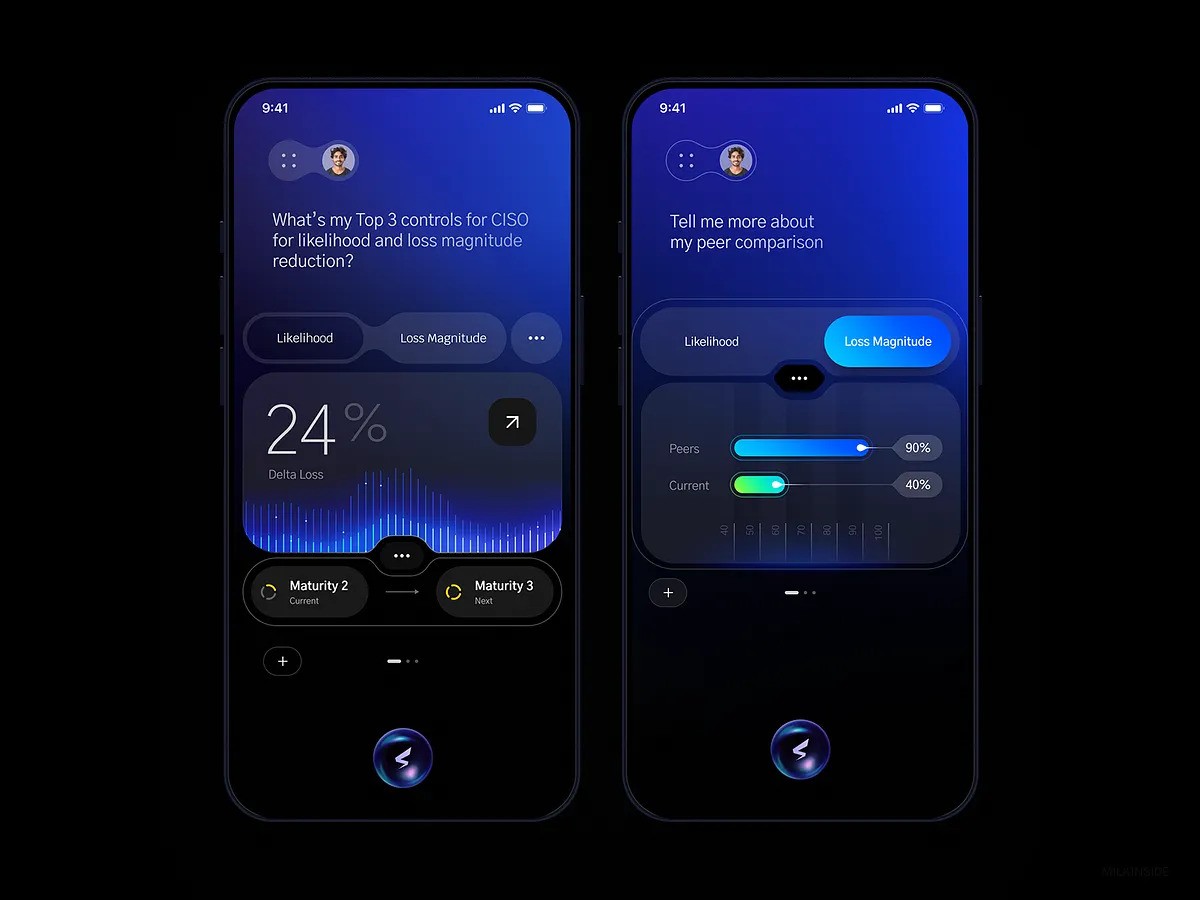 9:41
What's my Top 3 controls for CISO
for likelihood and loss magnitude
reduction?
Likelihood
Loss Magnitude
24%
Delta Loss
Maturity 2
Current
Maturity 3
Next
9:41
Tell me more about
my peer comparison
Likelihood
Loss Magnitude
Peers
90%
Current
40%
40
50
60
70
80
90
100
MILKINSIDE